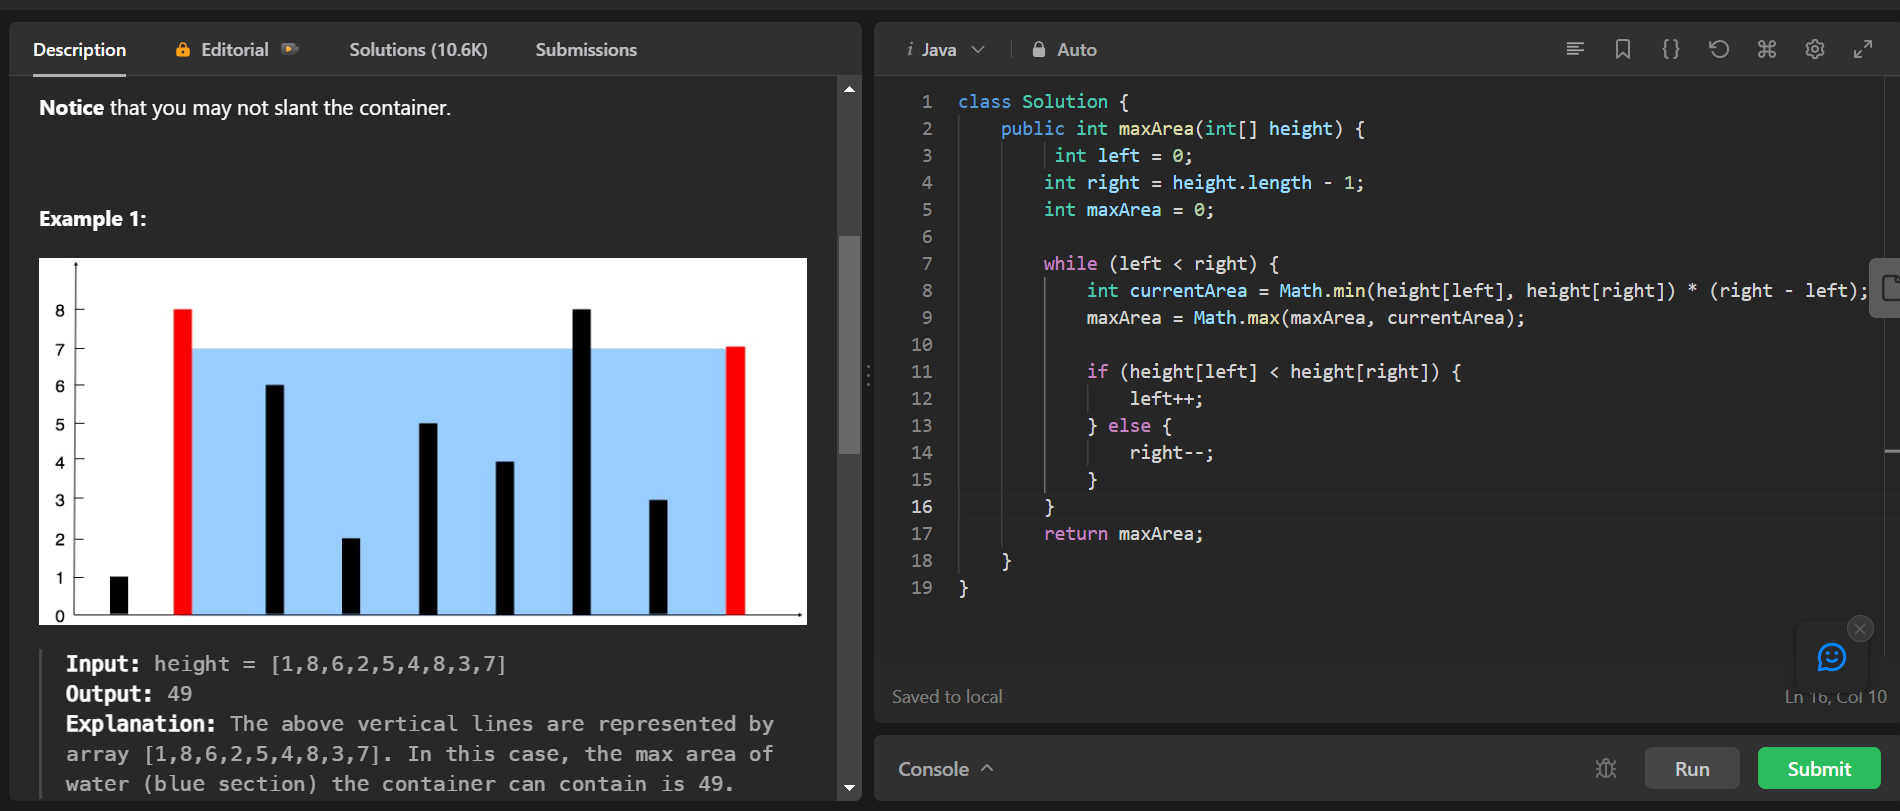 Description Editorial Solutions (10.6K) Submissions
Notice that you may not slant the container.
Example 1:
8
7
6
5
4
3
2
1
0
Input: height = [1,8,6,2,5,4,8,3,7]
Output: 49
Explanation: The above vertical lines are represented by
array [1,8,6,2,5,4,8,3,7]. In this case, the max area of
water (blue section) the container can contain is 49.
i Java Auto
1 class Solution {
2     public int maxArea(int[] height) {
3          int left = 0;
4         int right = height.length - 1;
5         int maxArea = 0;
6
7         while (left < right) {
8             int currentArea = Math.min(height[left], height[right]) * (right - left);
9             maxArea = Math.max(maxArea, currentArea);
10
11             if (height[left] < height[right]) {
12                 left++;
13             } else {
14                 right--;
15             }
16         }
17         return maxArea;
18     }
19 }
Saved to local Ln 16, Col 10
Console Run Submit